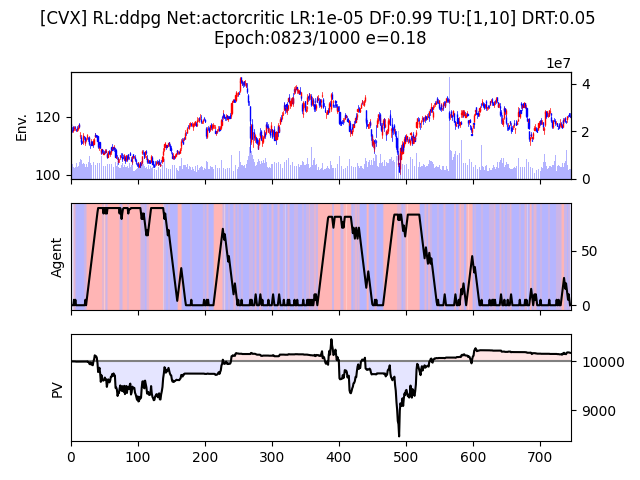 [CVX] RL:ddpg Net:actorcritic LR:1e-05 DF:0.99 TU:[1,10] DRT:0.05
Epoch:0823/1000 e=0.18
1e7
Env.
120
100
4
2
0
Agent
50
0
PV
10000
9000
0 100 200 300 400 500 600 700